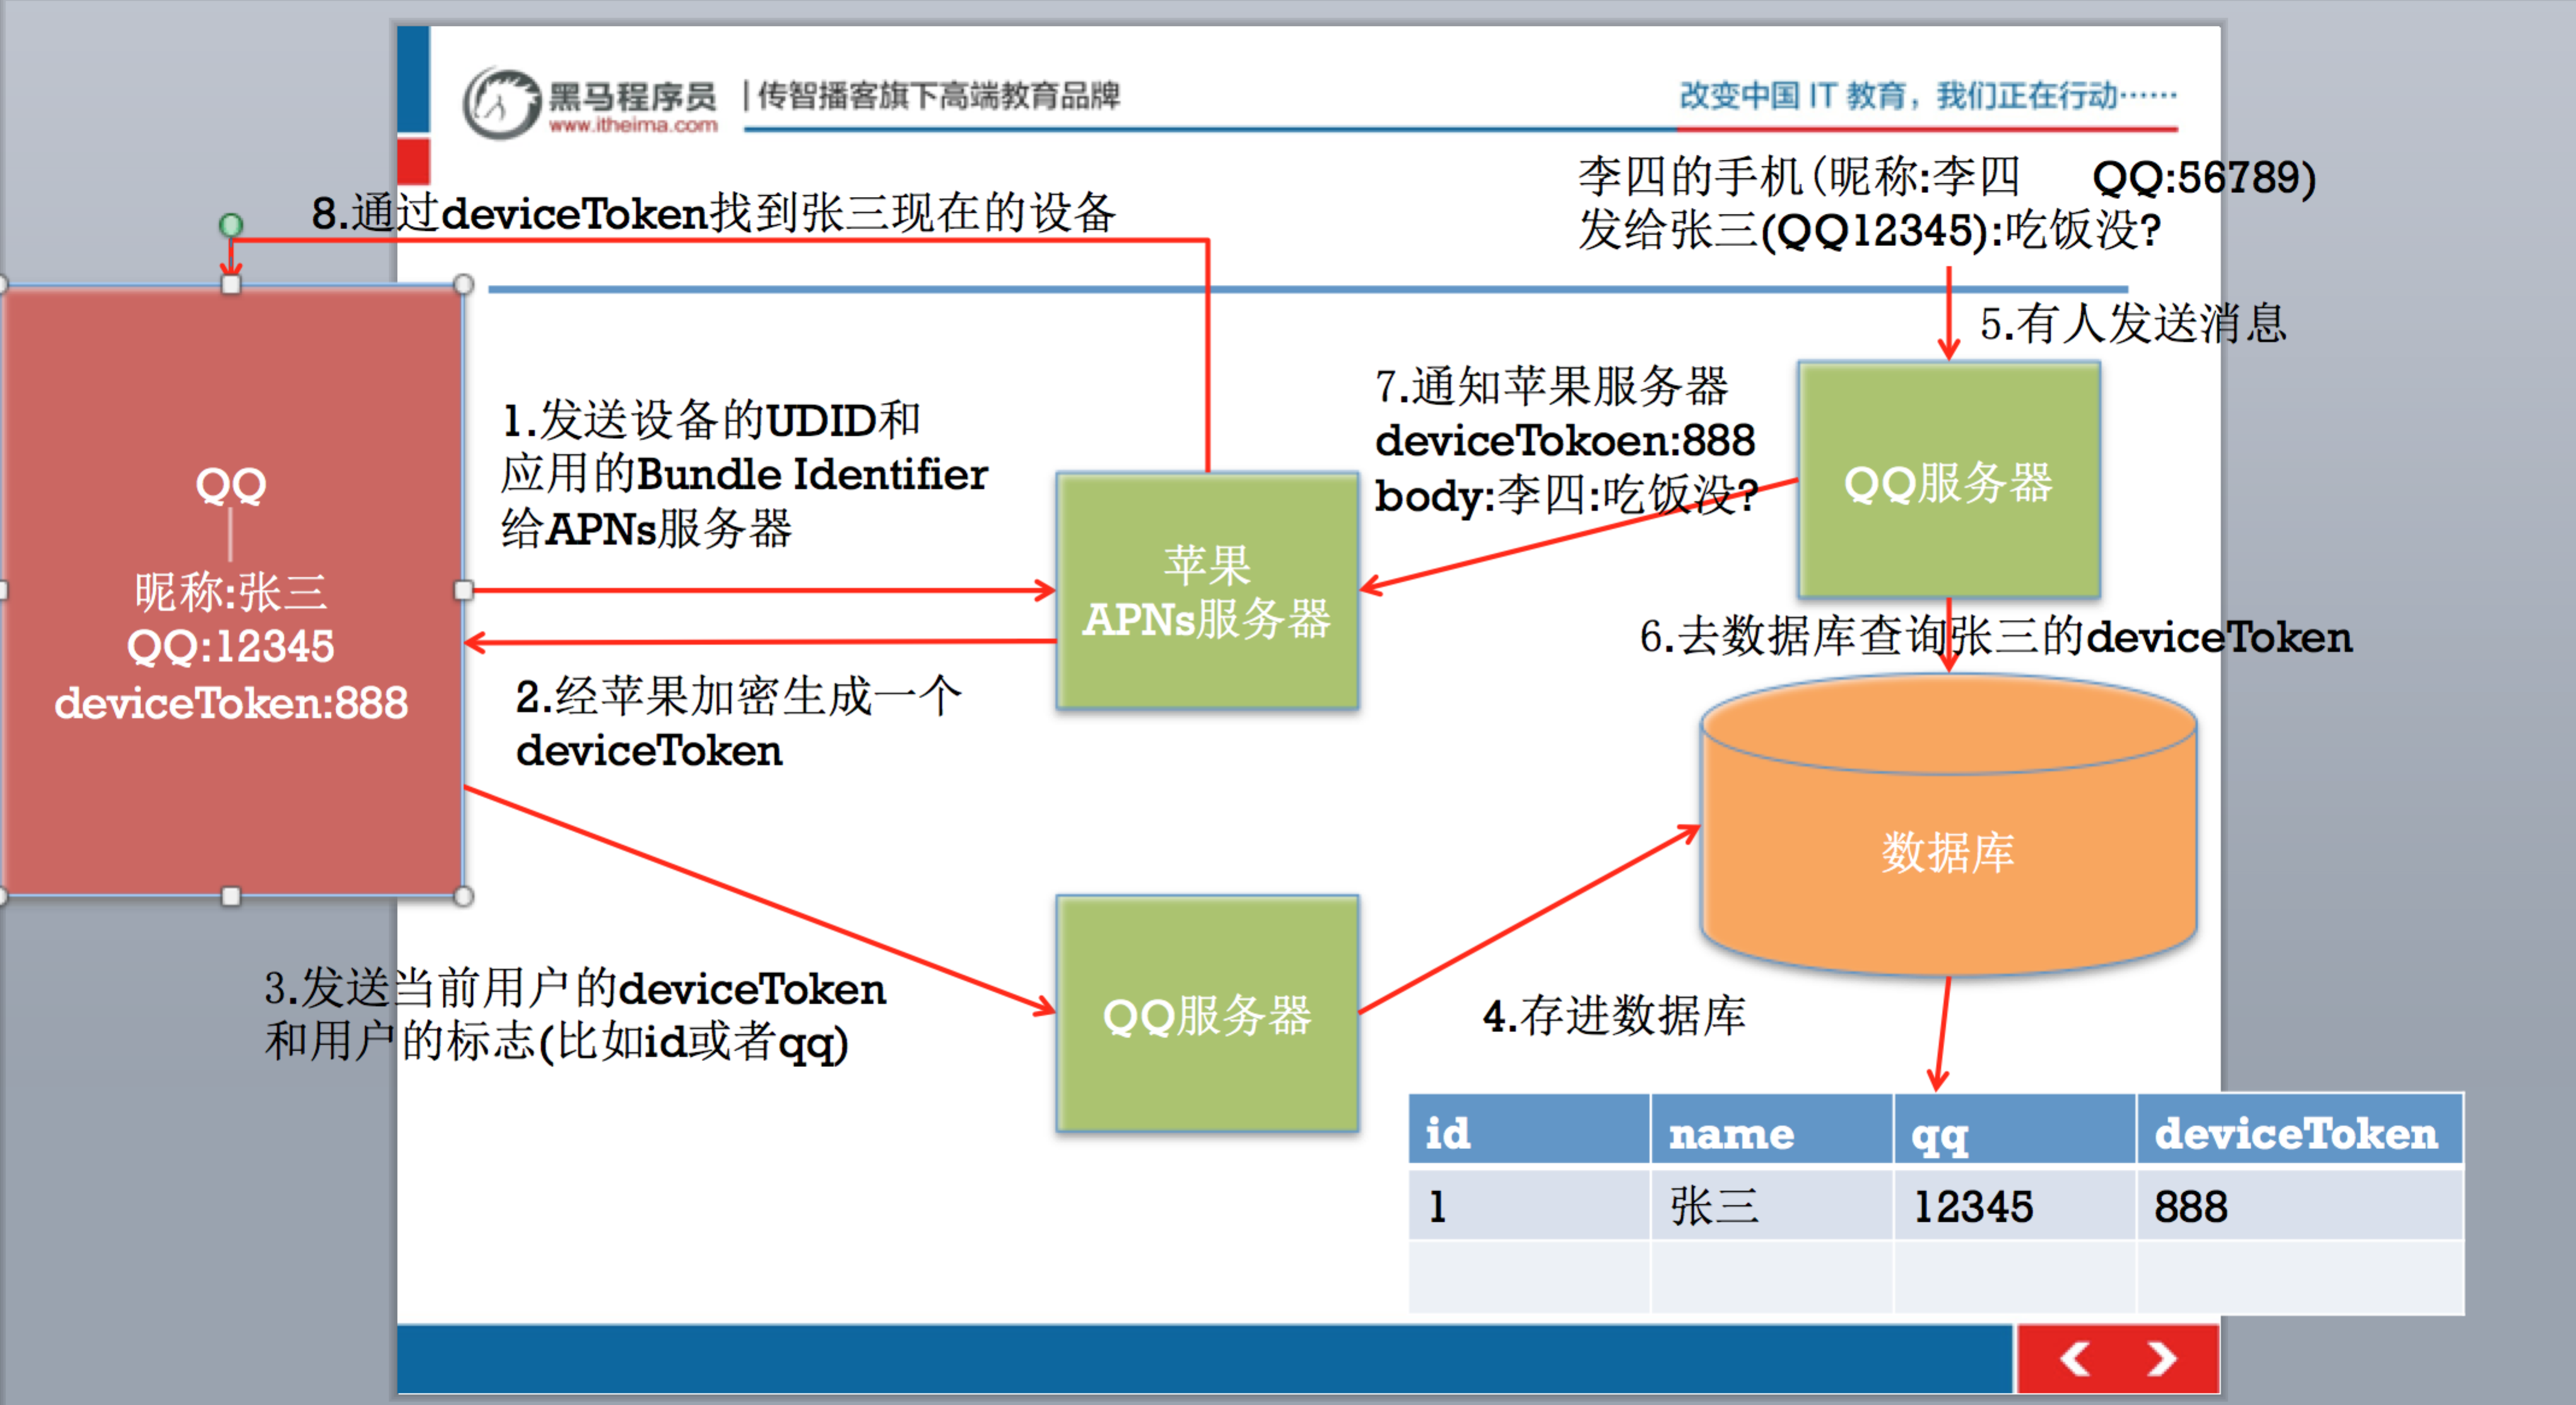 黑马程序员
www.itheima.com
传智播客旗下高端教育品牌
改变中国 IT 教育，我们正在行动……
李四的手机(昵称:李四 QQ:56789)
发给张三(QQ12345):吃饭没?
8.通过deviceToken找到张三现在的设备
5.有人发送消息
7.通知苹果服务器
deviceTokoen:888
body:李四:吃饭没?
1.发送设备的UDID和
应用的Bundle Identifier
给APNs服务器
QQ
昵称:张三
QQ:12345
deviceToken:888
苹果
APNs服务器
QQ服务器
6.去数据库查询张三的deviceToken
2.经苹果加密生成一个
deviceToken
数据库
3.发送当前用户的deviceToken
和用户的标志(比如id或者qq)
QQ服务器
4.存进数据库
id name qq deviceToken
1 张三 12345 888